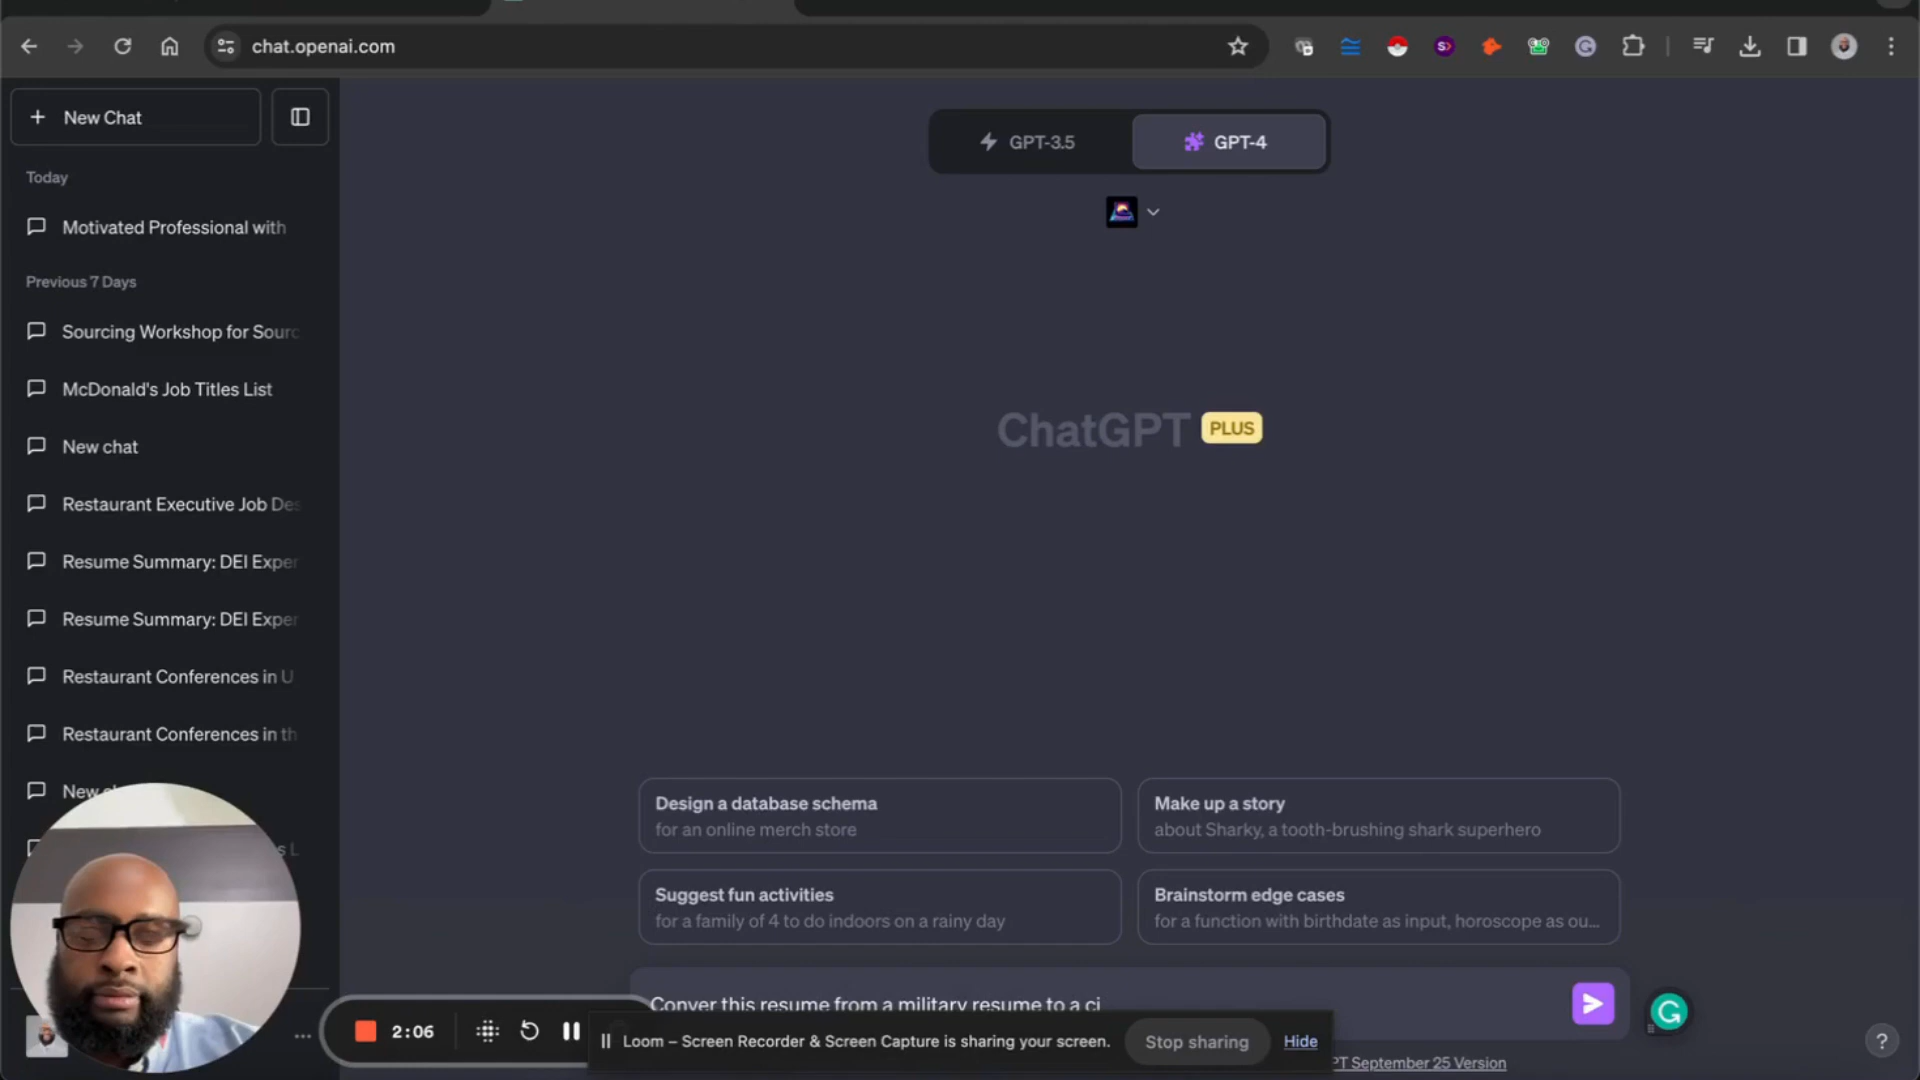 chat.openai.com
New Chat
Today
Motivated Professional with
Previous 7 Days
Sourcing Workshop for Sourc
McDonald's Job Titles List
New chat
Restaurant Executive Job Des
Resume Summary: DEI Exper
Resume Summary: DEI Exper
Restaurant Conferences in U
Restaurant Conferences in th
New
GPT-3.5
GPT-4
ChatGPT PLUS
Design a database schema
for an online merch store
Make up a story
about Sharky, a tooth-brushing shark superhero
Suggest fun activities
for a family of 4 to do indoors on a rainy day
Brainstorm edge cases
for a function with birthdate as input, horoscope as ou...
Conver this resume from a military resume to a ci
2:06
Loom – Screen Recorder & Screen Capture is sharing your screen.
Stop sharing
Hide
PT September 25 Version
?